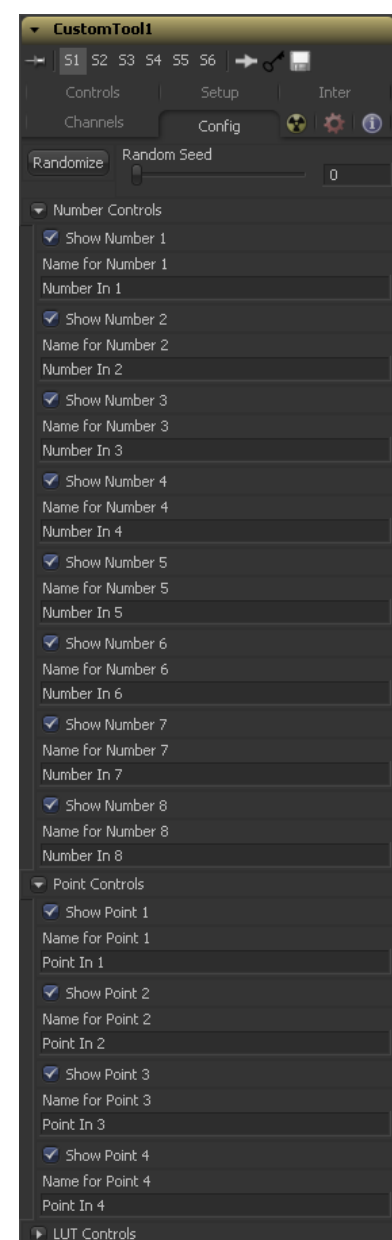 CustomTool1
S1 S2 S3 S4 S5 S6
Controls Setup Inter
Channels Config
Randomize Random Seed
0
Number Controls
Show Number 1
Name for Number 1
Number In 1
Show Number 2
Name for Number 2
Number In 2
Show Number 3
Name for Number 3
Number In 3
Show Number 4
Name for Number 4
Number In 4
Show Number 5
Name for Number 5
Number In 5
Show Number 6
Name for Number 6
Number In 6
Show Number 7
Name for Number 7
Number In 7
Show Number 8
Name for Number 8
Number In 8
Point Controls
Show Point 1
Name for Point 1
Point In 1
Show Point 2
Name for Point 2
Point In 2
Show Point 3
Name for Point 3
Point In 3
Show Point 4
Name for Point 4
Point In 4
LUT Controls